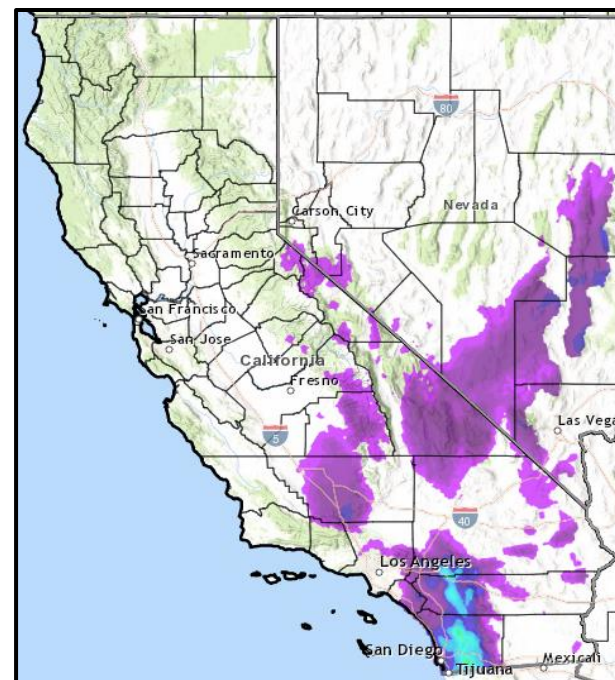 80
Nevada
Carson City
Sacramento
San Francisco
San Jose
California
Fresno
5
Las Vega
40
Los Angeles
San Diego
Tijuana
Mexicali